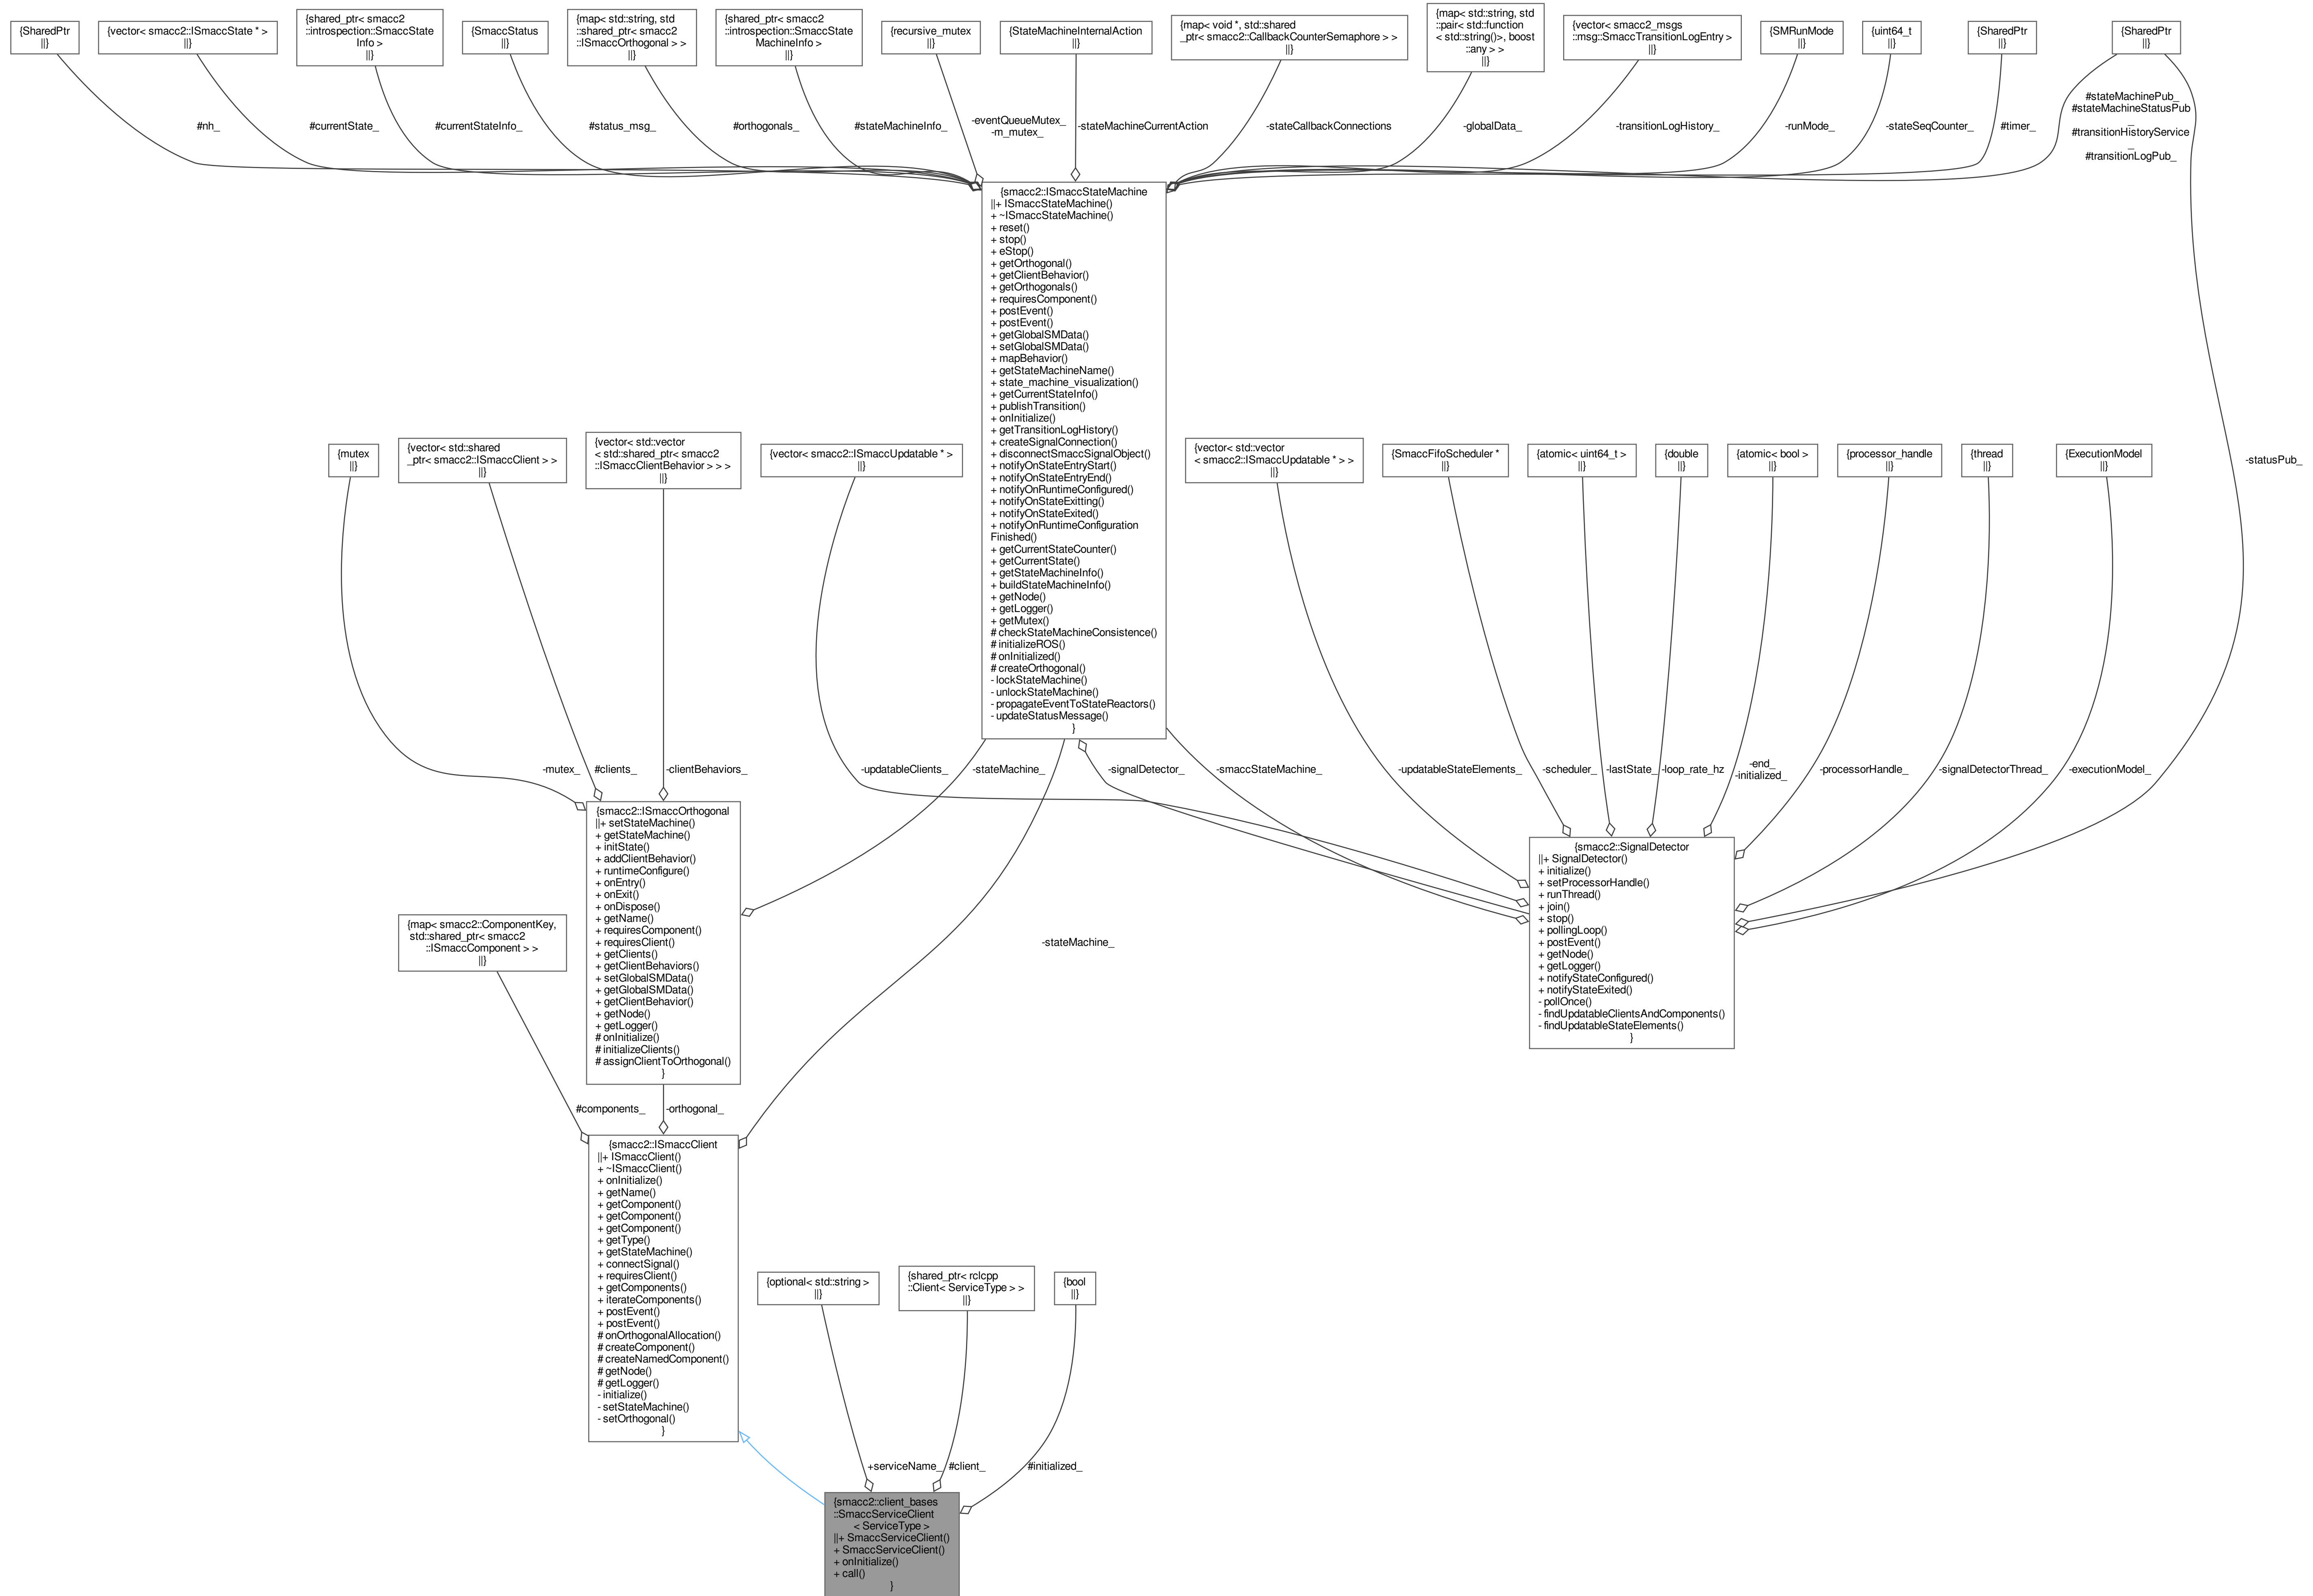 {SharedPtr
||}
{vector< smacc2::ISmaccState * >
||}
{shared_ptr< smacc2
::introspection::SmaccState
Info >
||}
{SmaccStatus
||}
{map< std::string, std
::shared_ptr< smacc2
::ISmaccOrthogonal > >
||}
{shared_ptr< smacc2
::introspection::SmaccState
MachineInfo >
||}
{recursive_mutex
||}
{StateMachineInternalAction
||}
{map< void *, std::shared
_ptr< smacc2::CallbackCounterSemaphore > >
||}
{map< std::string, std
::pair< std::function
< std::string()>, boost
::any > >
||}
{vector< smacc2_msgs
::msg::SmaccTransitionLogEntry >
||}
{SMRunMode
||}
{uint64_t
||}
{SharedPtr
||}
{SharedPtr
||}
#nh_
#currentState_
#currentStateInfo_
#status_msg_
#orthogonals_
#stateMachineInfo_
-eventQueueMutex_
-m_mutex_
-stateMachineCurrentAction
-stateCallbackConnections
-globalData_
-transitionLogHistory_
-runMode_
-stateSeqCounter_
#timer_
#stateMachinePub_
#stateMachineStatusPub
_
#transitionHistoryService
_
#transitionLogPub_
{smacc2::ISmaccStateMachine
||+ ISmaccStateMachine()
+ ~ISmaccStateMachine()
+ reset()
+ stop()
+ eStop()
+ getOrthogonal()
+ getClientBehavior()
+ getOrthogonals()
+ requiresComponent()
+ postEvent()
+ postEvent()
+ getGlobalSMData()
+ setGlobalSMData()
+ mapBehavior()
+ getStateMachineName()
+ state_machine_visualization()
+ getCurrentStateInfo()
+ publishTransition()
+ onInitialize()
+ getTransitionLogHistory()
+ createSignalConnection()
+ disconnectSmaccSignalObject()
+ notifyOnStateEntryStart()
+ notifyOnStateEntryEnd()
+ notifyOnRuntimeConfigured()
+ notifyOnStateExitting()
+ notifyOnStateExited()
+ notifyOnRuntimeConfiguration
Finished()
+ getCurrentStateCounter()
+ getCurrentState()
+ getStateMachineInfo()
+ buildStateMachineInfo()
+ getNode()
+ getLogger()
+ getMutex()
# checkStateMachineConsistence()
# initializeROS()
# onInitialized()
# createOrthogonal()
- lockStateMachine()
- unlockStateMachine()
- propagateEventToStateReactors()
- updateStatusMessage()
}
{mutex
||}
{vector< std::shared
_ptr< smacc2::ISmaccClient > >
||}
{vector< std::vector
< std::shared_ptr< smacc2
::ISmaccClientBehavior > > >
||}
{vector< smacc2::ISmaccUpdatable * >
||}
{vector< std::vector
< smacc2::ISmaccUpdatable * > >
||}
{SmaccFifoScheduler *
||}
{atomic< uint64_t >
||}
{double
||}
{atomic< bool >
||}
{processor_handle
||}
{thread
||}
{ExecutionModel
||}
-statusPub_
-mutex_
#clients_
-clientBehaviors_
-updatableClients_
-stateMachine_
-signalDetector_
-smaccStateMachine_
-updatableStateElements_
-scheduler_
-lastState_
-loop_rate_hz
-end_
-initialized_
-processorHandle_
-signalDetectorThread_
-executionModel_
{smacc2::ISmaccOrthogonal
||+ setStateMachine()
+ getStateMachine()
+ initState()
+ addClientBehavior()
+ runtimeConfigure()
+ onEntry()
+ onExit()
+ onDispose()
+ getName()
+ requiresComponent()
+ requiresClient()
+ getClients()
+ getClientBehaviors()
+ setGlobalSMData()
+ getGlobalSMData()
+ getClientBehavior()
+ getNode()
+ getLogger()
# onInitialize()
# initializeClients()
# assignClientToOrthogonal()
}
{smacc2::SignalDetector
||+ SignalDetector()
+ initialize()
+ setProcessorHandle()
+ runThread()
+ join()
+ stop()
+ pollingLoop()
+ postEvent()
+ getNode()
+ getLogger()
+ notifyStateConfigured()
+ notifyStateExited()
- pollOnce()
- findUpdatableClientsAndComponents()
- findUpdatableStateElements()
}
{map< smacc2::ComponentKey,
std::shared_ptr< smacc2
::ISmaccComponent > >
||}
-stateMachine_
#components_
-orthogonal_
{smacc2::ISmaccClient
||+ ISmaccClient()
+ ~ISmaccClient()
+ onInitialize()
+ getName()
+ getComponent()
+ getComponent()
+ getComponent()
+ getType()
+ getStateMachine()
+ connectSignal()
+ requiresClient()
+ getComponents()
+ iterateComponents()
+ postEvent()
+ postEvent()
# onOrthogonalAllocation()
# createComponent()
# createNamedComponent()
# getNode()
# getLogger()
- initialize()
- setStateMachine()
- setOrthogonal()
}
{optional< std::string >
||}
{shared_ptr< rclcpp
::Client< ServiceType > >
||}
{bool
||}
+serviceName_
#client_
#initialized_
{smacc2::client_bases
::SmaccServiceClient
< ServiceType >
||+ SmaccServiceClient()
+ SmaccServiceClient()
+ onInitialize()
+ call()
}